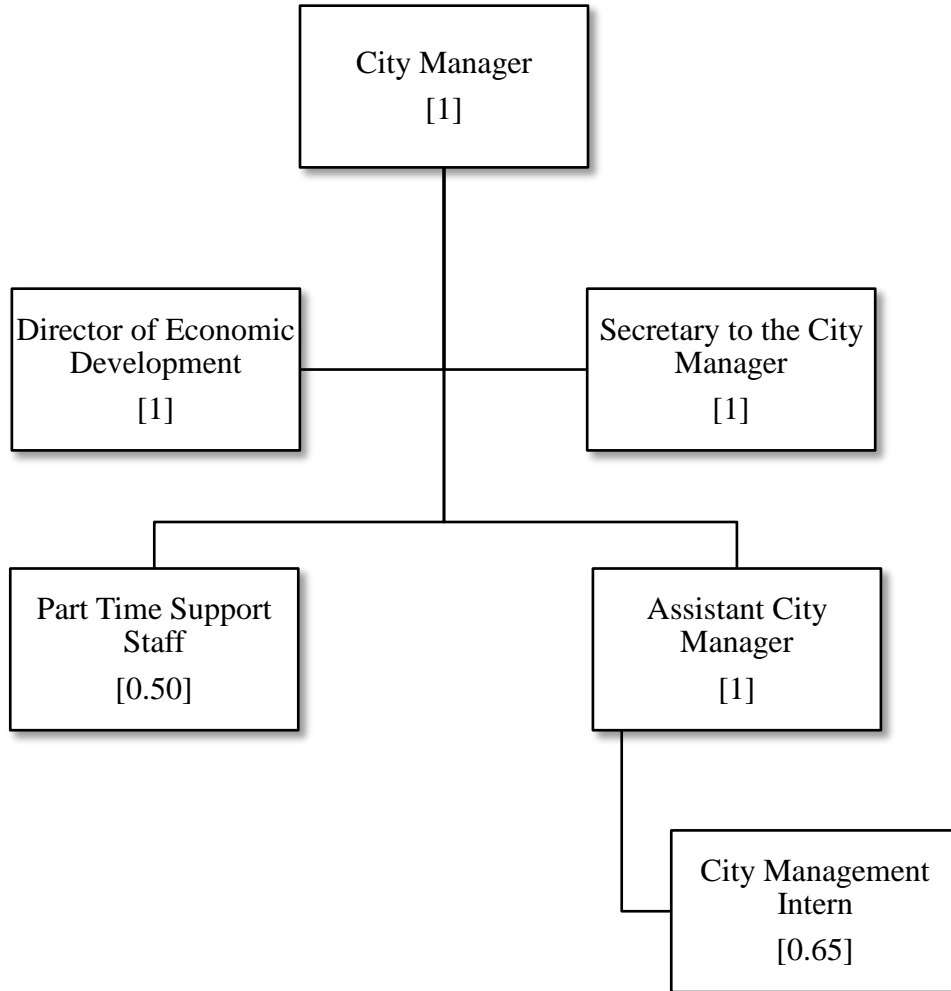 City Manager
[1]
Director of Economic
Development
[1]
Secretary to the City
Manager
[1]
Part Time Support
Staff
[0.50]
Assistant City
Manager
[1]
City Management
Intern
[0.65]